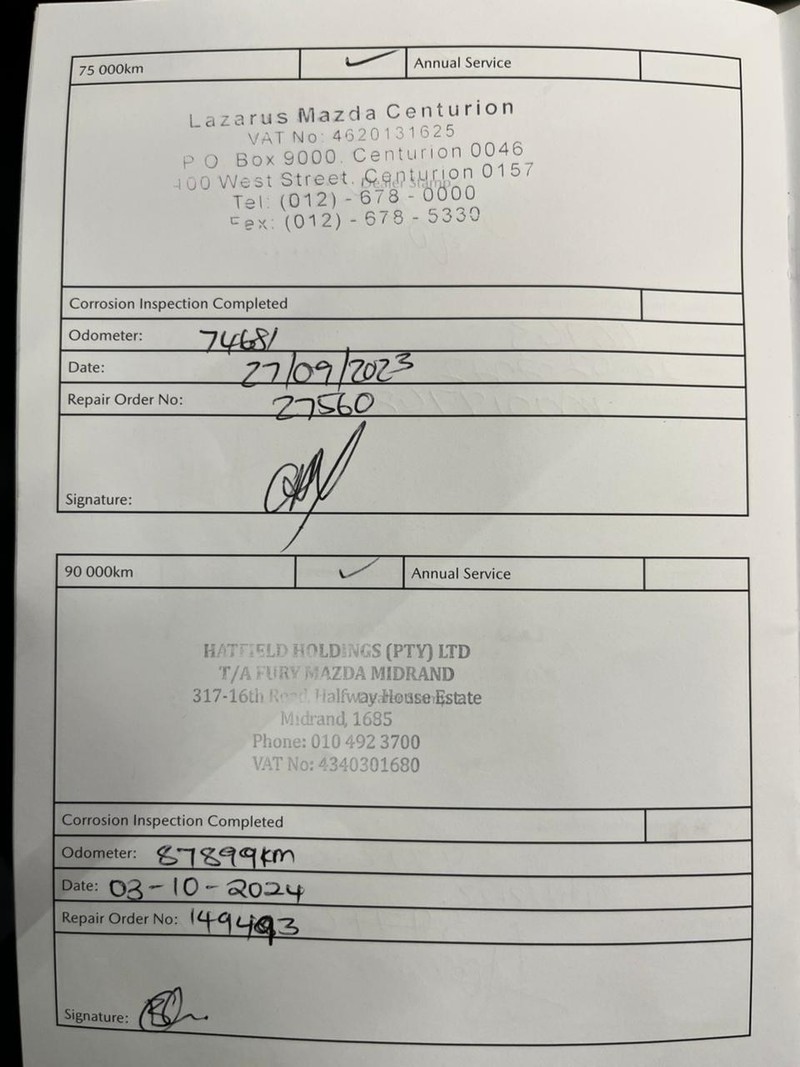 75 000km Annual Service
Lazarus Mazda Centurion
VAT No: 4620131625
P O Box 9000. Centurion 0046
100 West Street. Centurion 0157
Dealer Stamp
Tel: (012) - 678 - 0000
Fex: (012) - 678 - 5330
Corrosion Inspection Completed
Odometer: 74681
Date: 27/09/2023
Repair Order No: 27560
Signature:
90 000km Annual Service
HATFIELD HOLDINGS (PTY) LTD
T/A FURY MAZDA MIDRAND
317-16th Road, Halfway House Estate
Midrand, 1685
Phone: 010 492 3700
VAT No: 4340301680
Corrosion Inspection Completed
Odometer: 87899km
Date: 03-10-2024
Repair Order No:
Signature: